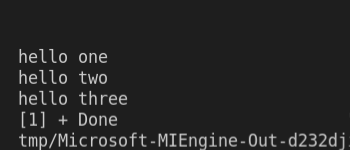 hello one
hello two
hello three
[1] + Done
tmp/Microsoft-MIEngine-Out-d232dj